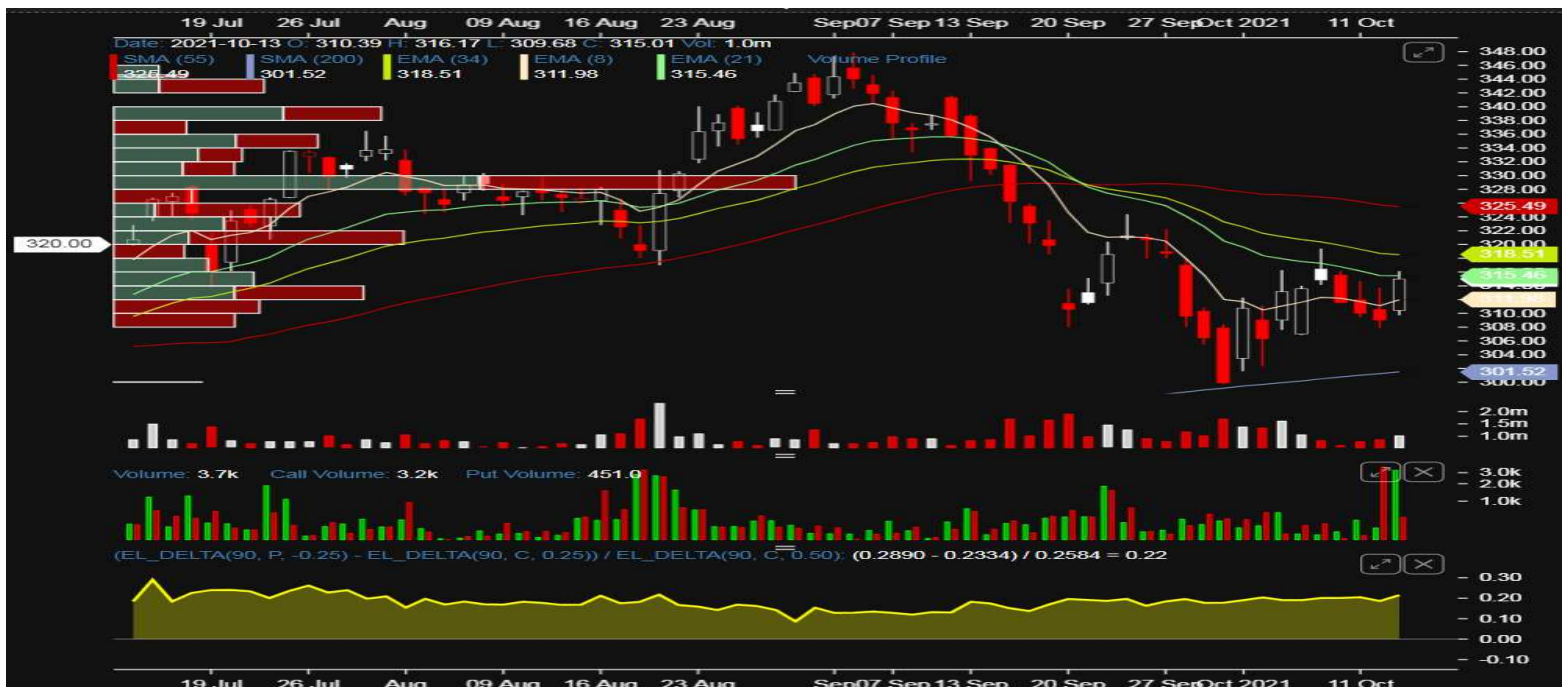 19 Jul 26 Jul Aug 09 Aug 16 Aug 23 Aug Sep07 Sep 13 Sep 20 Sep 27 SepOct 2021 11 Oct
Date: 2021-10-13 O: 310.39 H: 316.17 L: 309.68 C: 315.01 Vol: 1.0m
SMA (55) SMA (200) EMA (34) EMA (8) EMA (21) Volume Profile
325.49 301.52 318.51 311.98 315.46
348.00
346.00
344.00
342.00
340.00
338.00
336.00
334.00
332.00
330.00
328.00
325.49
324.00
322.00
320.00 320.00
318.51
315.46
311.98
310.00
308.00
306.00
304.00
301.52
300.00
2.0m
1.5m
1.0m
Volume: 3.7k Call Volume: 3.2k Put Volume: 451.0
3.0k
2.0k
1.0k
(EL_DELTA(90, P, -0.25) - EL_DELTA(90, C, 0.25)) / EL_DELTA(90, C, 0.50): (0.2890 - 0.2334) / 0.2584 = 0.22
0.30
0.20
0.10
0.00
-0.10
19 Jul 26 Jul Aug 09 Aug 16 Aug 23 Aug Sep07 Sep 13 Sep 20 Sep 27 SepOct 2021 11 Oct